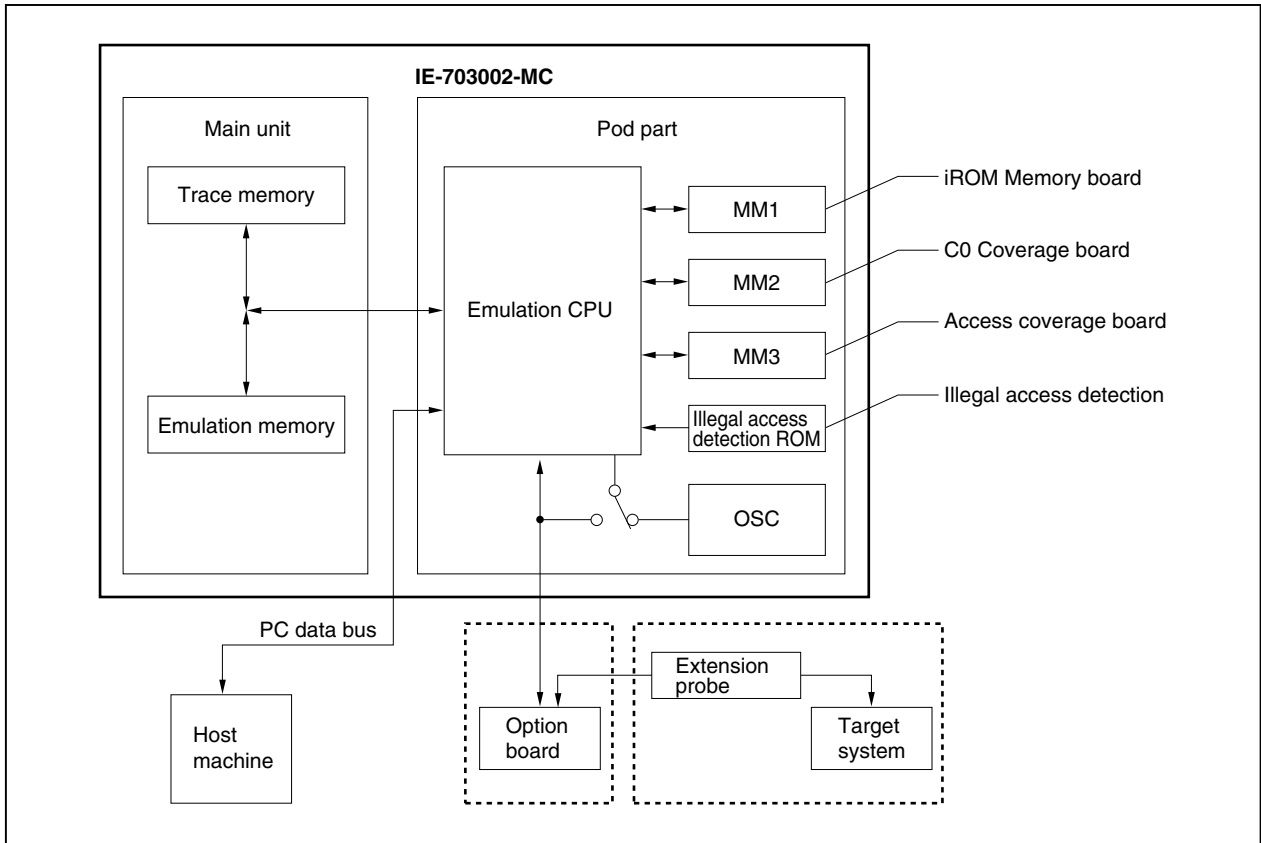 IE-703002-MC
Main unit
Trace memory
Emulation memory
Pod part
Emulation CPU
MM1
MM2
MM3
Illegal access
detection ROM
OSC
iROM Memory board
C0 Coverage board
Access coverage board
Illegal access detection
PC data bus
Host
machine
Option
board
Extension
probe
Target
system